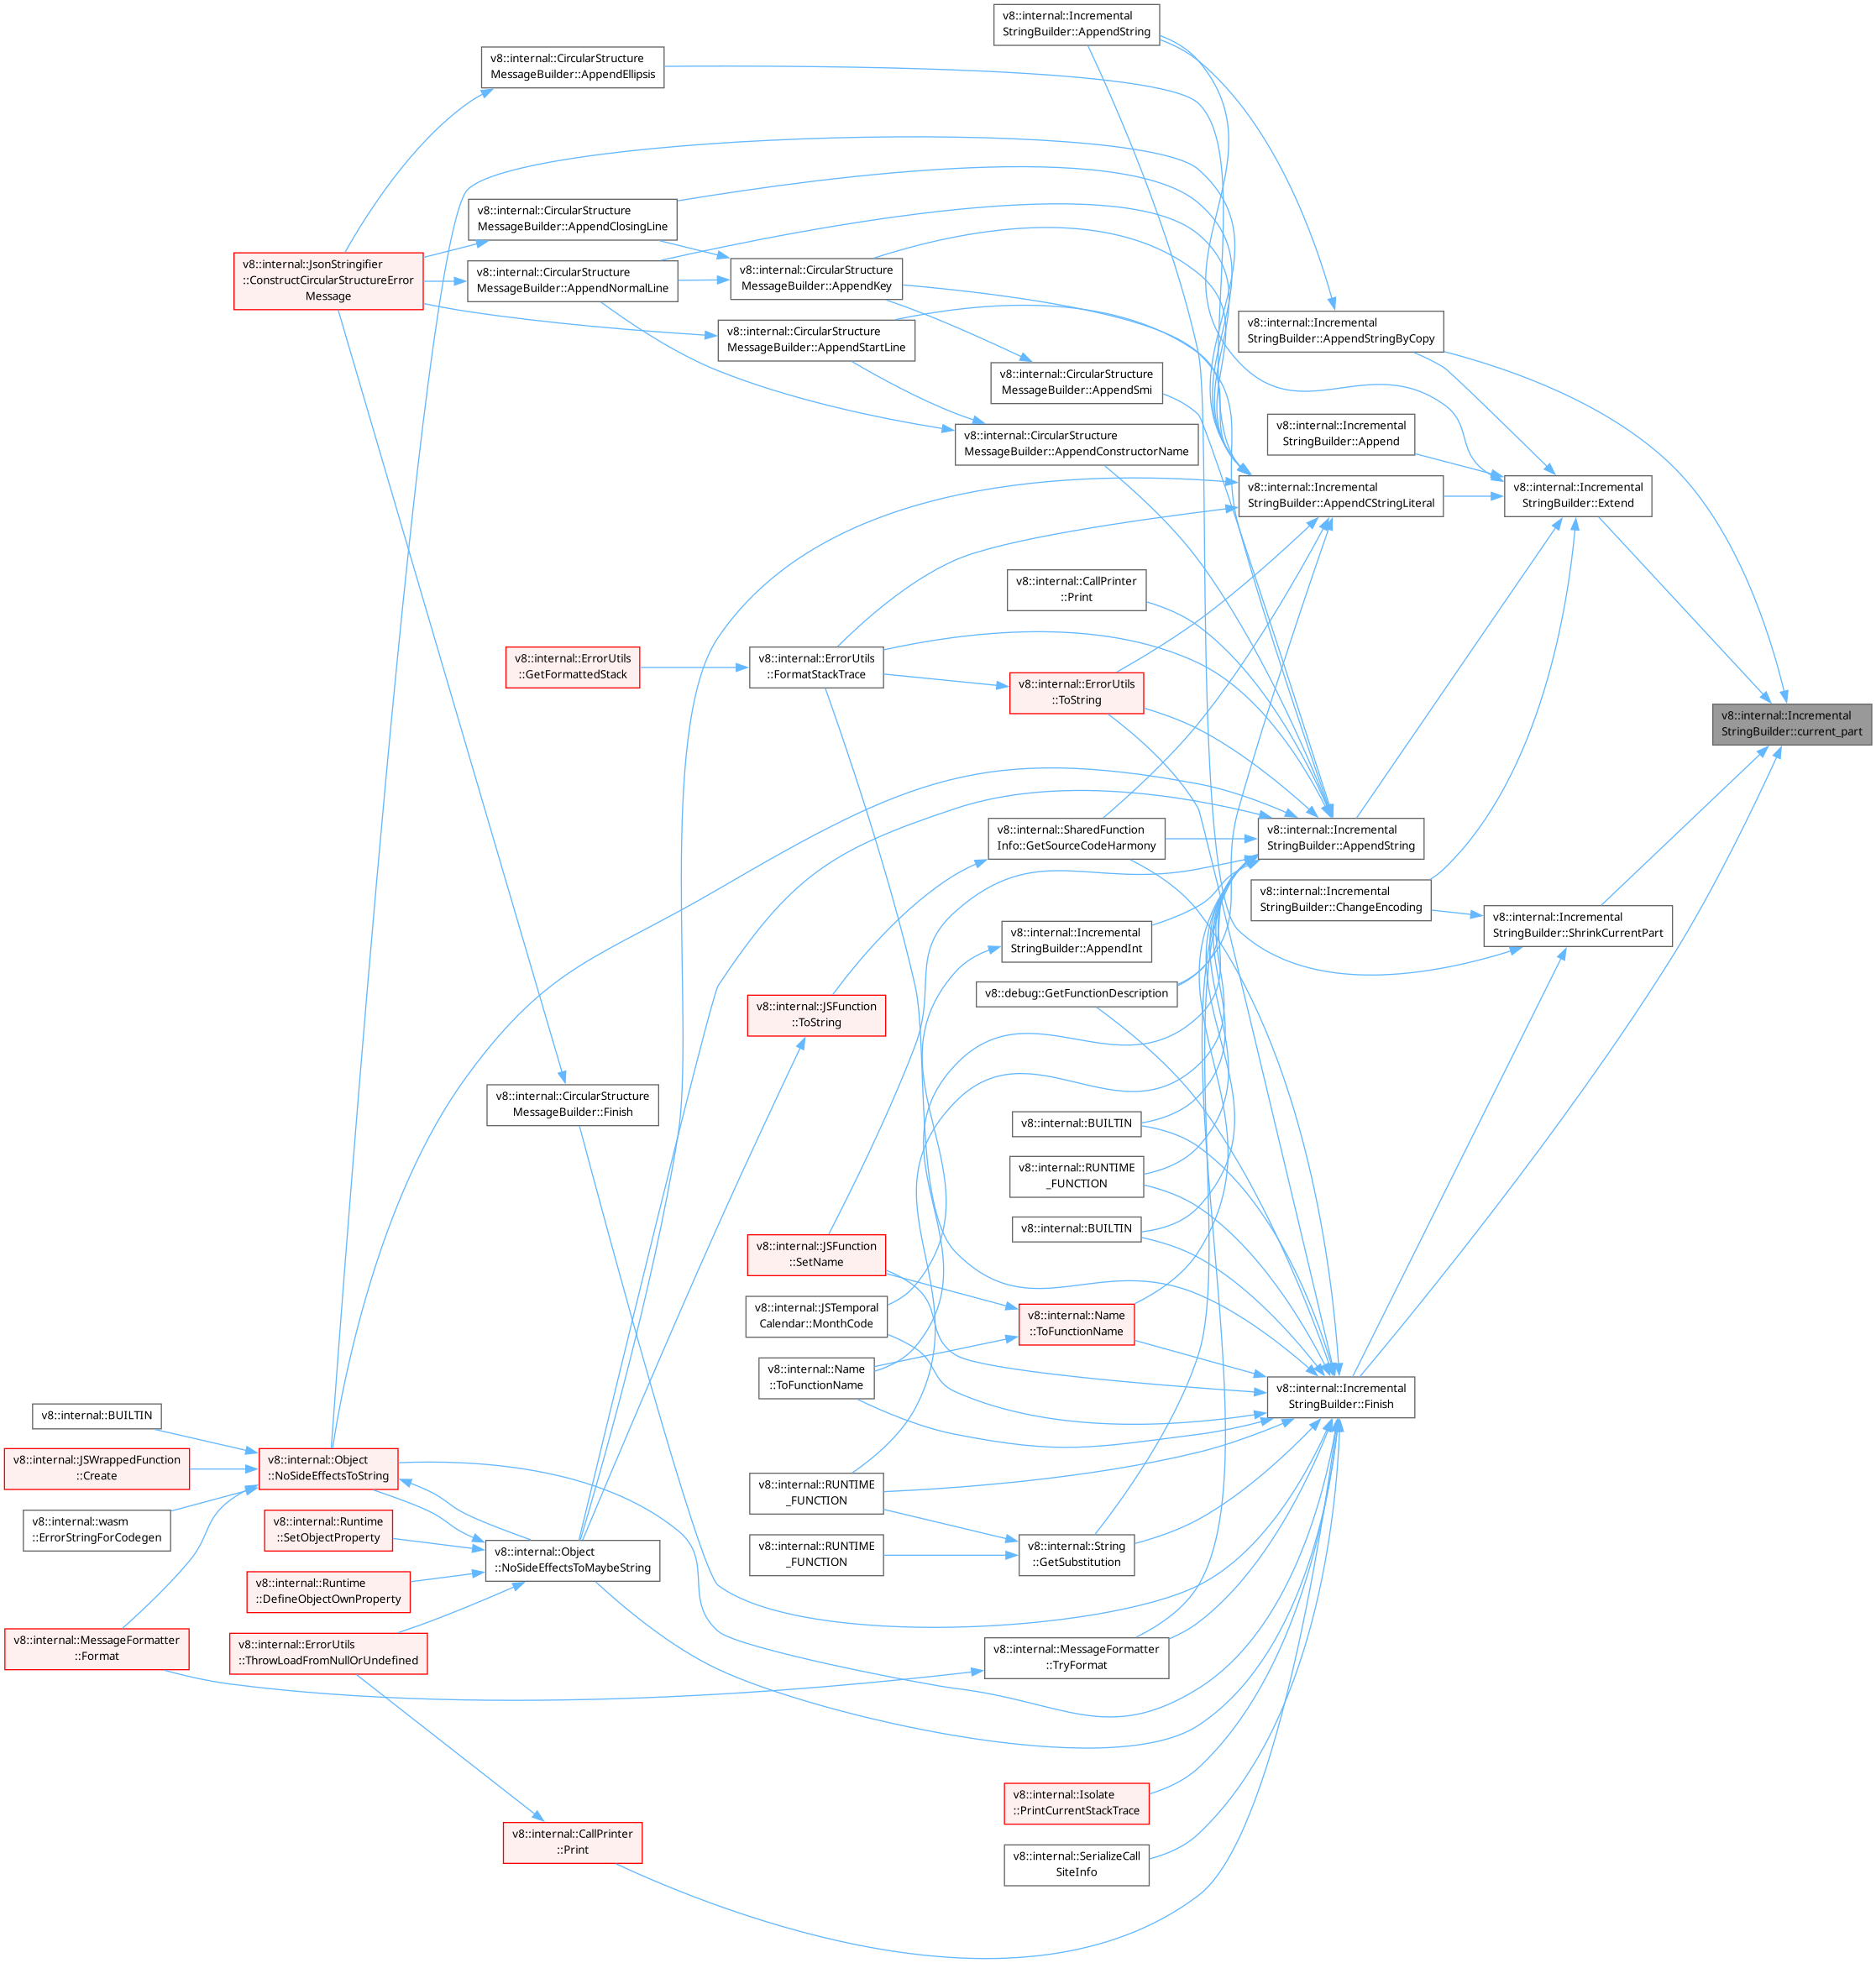 v8::internal::Incremental
StringBuilder::AppendString
v8::internal::CircularStructure
MessageBuilder::AppendEllipsis
v8::internal::CircularStructure
MessageBuilder::AppendClosingLine
v8::internal::JsonStringifier
::ConstructCircularStructureError
Message
v8::internal::CircularStructure
MessageBuilder::AppendNormalLine
v8::internal::CircularStructure
MessageBuilder::AppendKey
v8::internal::CircularStructure
MessageBuilder::AppendStartLine
v8::internal::Incremental
StringBuilder::AppendStringByCopy
v8::internal::CircularStructure
MessageBuilder::AppendSmi
v8::internal::CircularStructure
MessageBuilder::AppendConstructorName
v8::internal::Incremental
StringBuilder::Append
v8::internal::Incremental
StringBuilder::AppendCStringLiteral
v8::internal::Incremental
StringBuilder::Extend
v8::internal::CallPrinter
::Print
v8::internal::ErrorUtils
::GetFormattedStack
v8::internal::ErrorUtils
::FormatStackTrace
v8::internal::ErrorUtils
::ToString
v8::internal::Incremental
StringBuilder::current_part
v8::internal::SharedFunction
Info::GetSourceCodeHarmony
v8::internal::Incremental
StringBuilder::AppendString
v8::internal::Incremental
StringBuilder::ChangeEncoding
v8::internal::Incremental
StringBuilder::ShrinkCurrentPart
v8::internal::Incremental
StringBuilder::AppendInt
v8::debug::GetFunctionDescription
v8::internal::JSFunction
::ToString
v8::internal::CircularStructure
MessageBuilder::Finish
v8::internal::BUILTIN
v8::internal::RUNTIME
_FUNCTION
v8::internal::BUILTIN
v8::internal::JSFunction
::SetName
v8::internal::JSTemporal
Calendar::MonthCode
v8::internal::Name
::ToFunctionName
v8::internal::Name
::ToFunctionName
v8::internal::Incremental
StringBuilder::Finish
v8::internal::BUILTIN
v8::internal::JSWrappedFunction
::Create
v8::internal::Object
::NoSideEffectsToString
v8::internal::RUNTIME
_FUNCTION
v8::internal::wasm
::ErrorStringForCodegen
v8::internal::Runtime
::SetObjectProperty
v8::internal::Object
::NoSideEffectsToMaybeString
v8::internal::RUNTIME
_FUNCTION
v8::internal::String
::GetSubstitution
v8::internal::Runtime
::DefineObjectOwnProperty
v8::internal::MessageFormatter
::Format
v8::internal::ErrorUtils
::ThrowLoadFromNullOrUndefined
v8::internal::MessageFormatter
::TryFormat
v8::internal::Isolate
::PrintCurrentStackTrace
v8::internal::CallPrinter
::Print
v8::internal::SerializeCall
SiteInfo